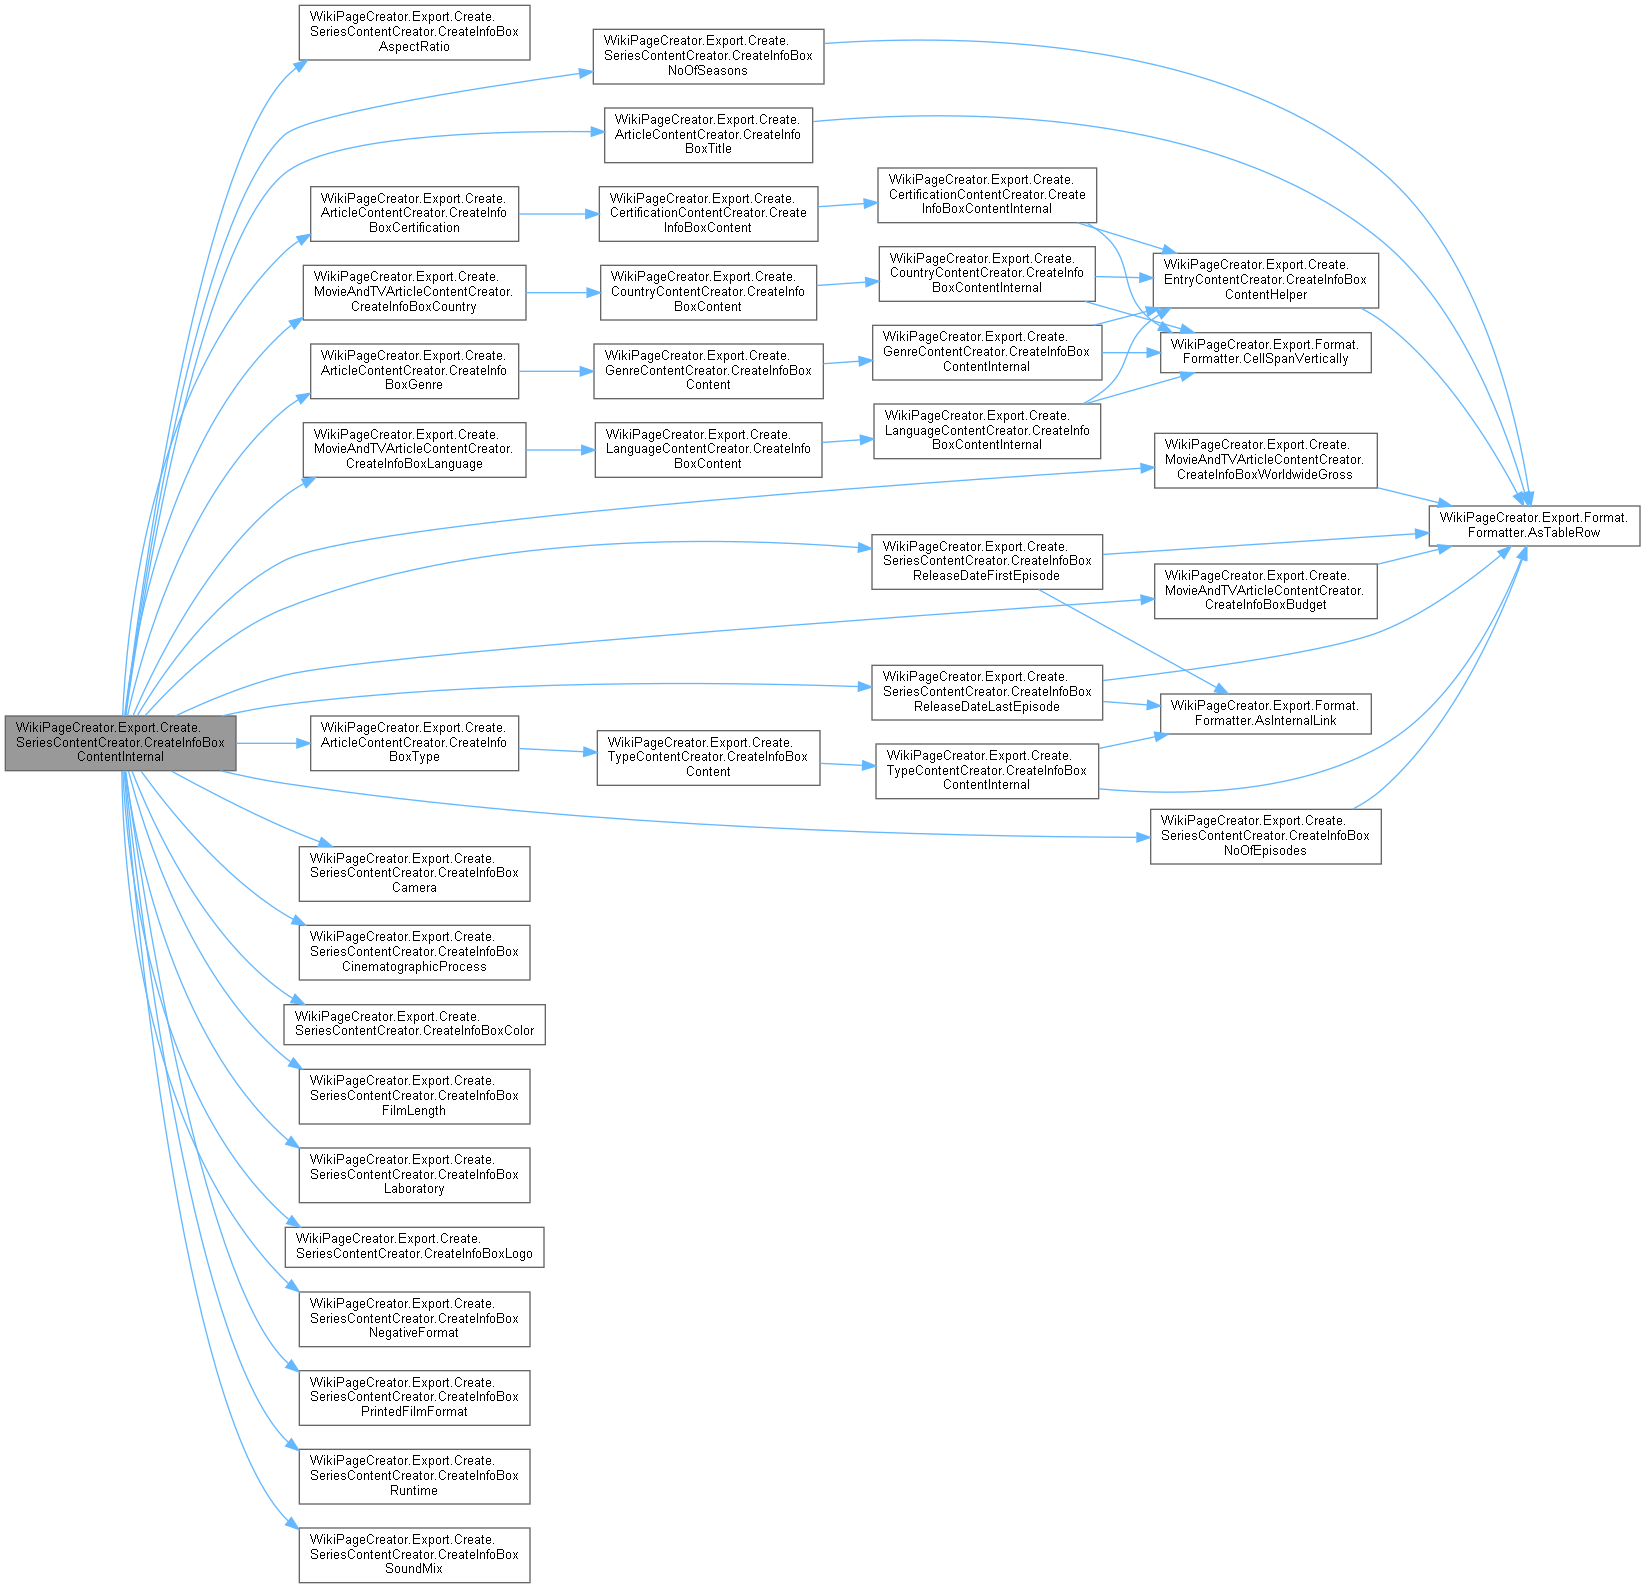 WikiPageCreator.Export.Create.
SeriesContentCreator.CreateInfoBox
ContentInternal
WikiPageCreator.Export.Create.
SeriesContentCreator.CreateInfoBox
AspectRatio
WikiPageCreator.Export.Create.
SeriesContentCreator.CreateInfoBox
NoOfSeasons
WikiPageCreator.Export.Create.
ArticleContentCreator.CreateInfo
BoxTitle
WikiPageCreator.Export.Create.
ArticleContentCreator.CreateInfo
BoxCertification
WikiPageCreator.Export.Create.
CertificationContentCreator.Create
InfoBoxContent
WikiPageCreator.Export.Create.
CertificationContentCreator.Create
InfoBoxContentInternal
WikiPageCreator.Export.Create.
MovieAndTVArticleContentCreator.
CreateInfoBoxCountry
WikiPageCreator.Export.Create.
CountryContentCreator.CreateInfo
BoxContent
WikiPageCreator.Export.Create.
CountryContentCreator.CreateInfo
BoxContentInternal
WikiPageCreator.Export.Create.
EntryContentCreator.CreateInfoBox
ContentHelper
WikiPageCreator.Export.Create.
ArticleContentCreator.CreateInfo
BoxGenre
WikiPageCreator.Export.Create.
GenreContentCreator.CreateInfoBox
Content
WikiPageCreator.Export.Create.
GenreContentCreator.CreateInfoBox
ContentInternal
WikiPageCreator.Export.Format.
Formatter.CellSpanVertically
WikiPageCreator.Export.Create.
MovieAndTVArticleContentCreator.
CreateInfoBoxLanguage
WikiPageCreator.Export.Create.
LanguageContentCreator.CreateInfo
BoxContent
WikiPageCreator.Export.Create.
LanguageContentCreator.CreateInfo
BoxContentInternal
WikiPageCreator.Export.Create.
MovieAndTVArticleContentCreator.
CreateInfoBoxWorldwideGross
WikiPageCreator.Export.Format.
Formatter.AsTableRow
WikiPageCreator.Export.Create.
SeriesContentCreator.CreateInfoBox
ReleaseDateFirstEpisode
WikiPageCreator.Export.Create.
MovieAndTVArticleContentCreator.
CreateInfoBoxBudget
WikiPageCreator.Export.Create.
SeriesContentCreator.CreateInfoBox
ReleaseDateLastEpisode
WikiPageCreator.Export.Format.
Formatter.AsInternalLink
WikiPageCreator.Export.Create.
ArticleContentCreator.CreateInfo
BoxType
WikiPageCreator.Export.Create.
TypeContentCreator.CreateInfoBox
Content
WikiPageCreator.Export.Create.
TypeContentCreator.CreateInfoBox
ContentInternal
WikiPageCreator.Export.Create.
SeriesContentCreator.CreateInfoBox
NoOfEpisodes
WikiPageCreator.Export.Create.
SeriesContentCreator.CreateInfoBox
Camera
WikiPageCreator.Export.Create.
SeriesContentCreator.CreateInfoBox
CinematographicProcess
WikiPageCreator.Export.Create.
SeriesContentCreator.CreateInfoBoxColor
WikiPageCreator.Export.Create.
SeriesContentCreator.CreateInfoBox
FilmLength
WikiPageCreator.Export.Create.
SeriesContentCreator.CreateInfoBox
Laboratory
WikiPageCreator.Export.Create.
SeriesContentCreator.CreateInfoBoxLogo
WikiPageCreator.Export.Create.
SeriesContentCreator.CreateInfoBox
NegativeFormat
WikiPageCreator.Export.Create.
SeriesContentCreator.CreateInfoBox
PrintedFilmFormat
WikiPageCreator.Export.Create.
SeriesContentCreator.CreateInfoBox
Runtime
WikiPageCreator.Export.Create.
SeriesContentCreator.CreateInfoBox
SoundMix